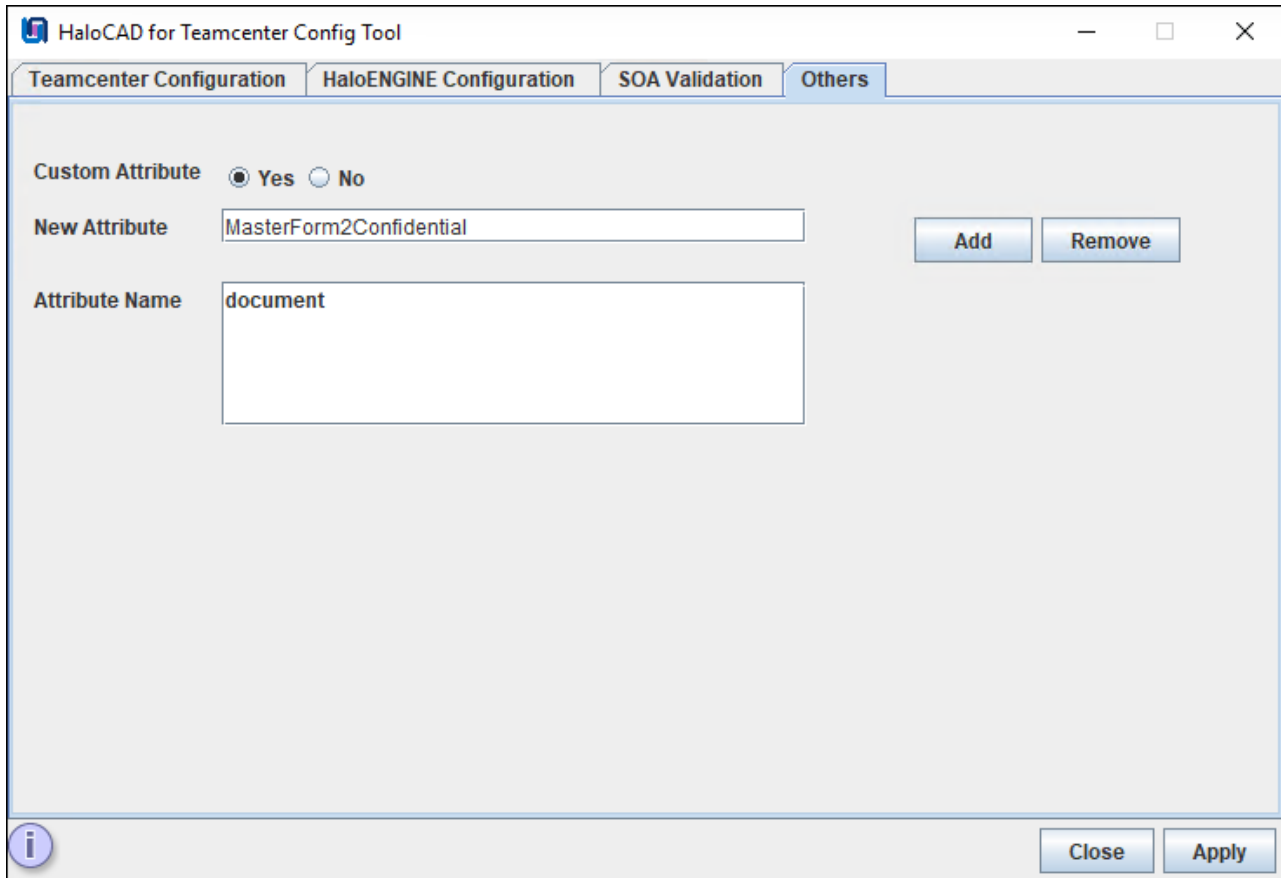 HaloCAD for Teamcenter Config Tool
Teamcenter Configuration HaloENGINE Configuration SOA Validation Others
Custom Attribute Yes No
New Attribute MasterForm2Confidential Add Remove
Attribute Name document
i Close Apply